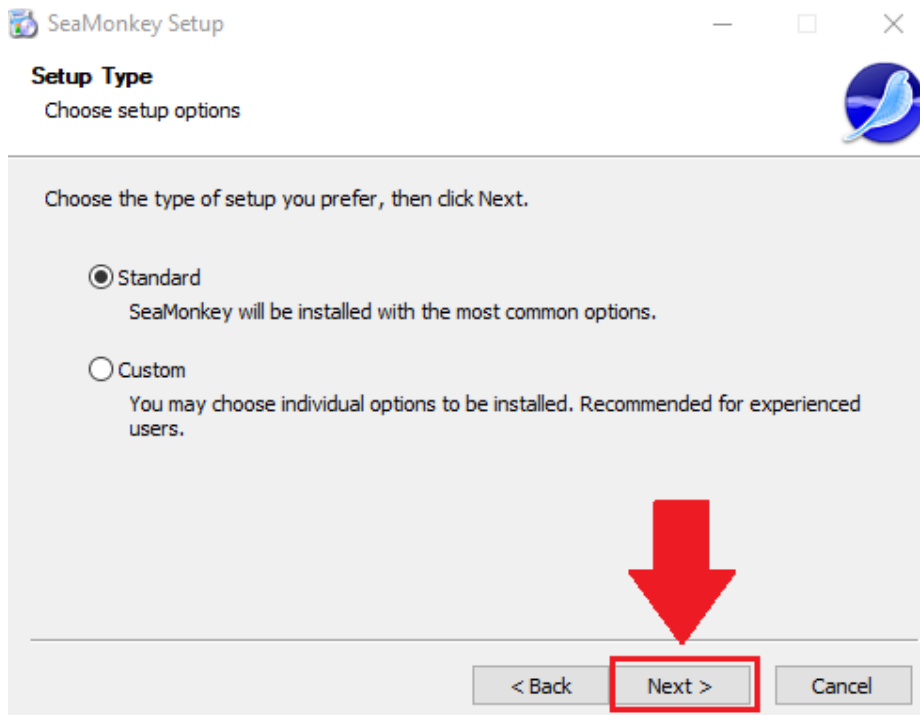 SeaMonkey Setup
Setup Type
Choose setup options
Choose the type of setup you prefer, then click Next.
Standard
SeaMonkey will be installed with the most common options.
Custom
You may choose individual options to be installed. Recommended for experienced
users.
< Back
Next >
Cancel